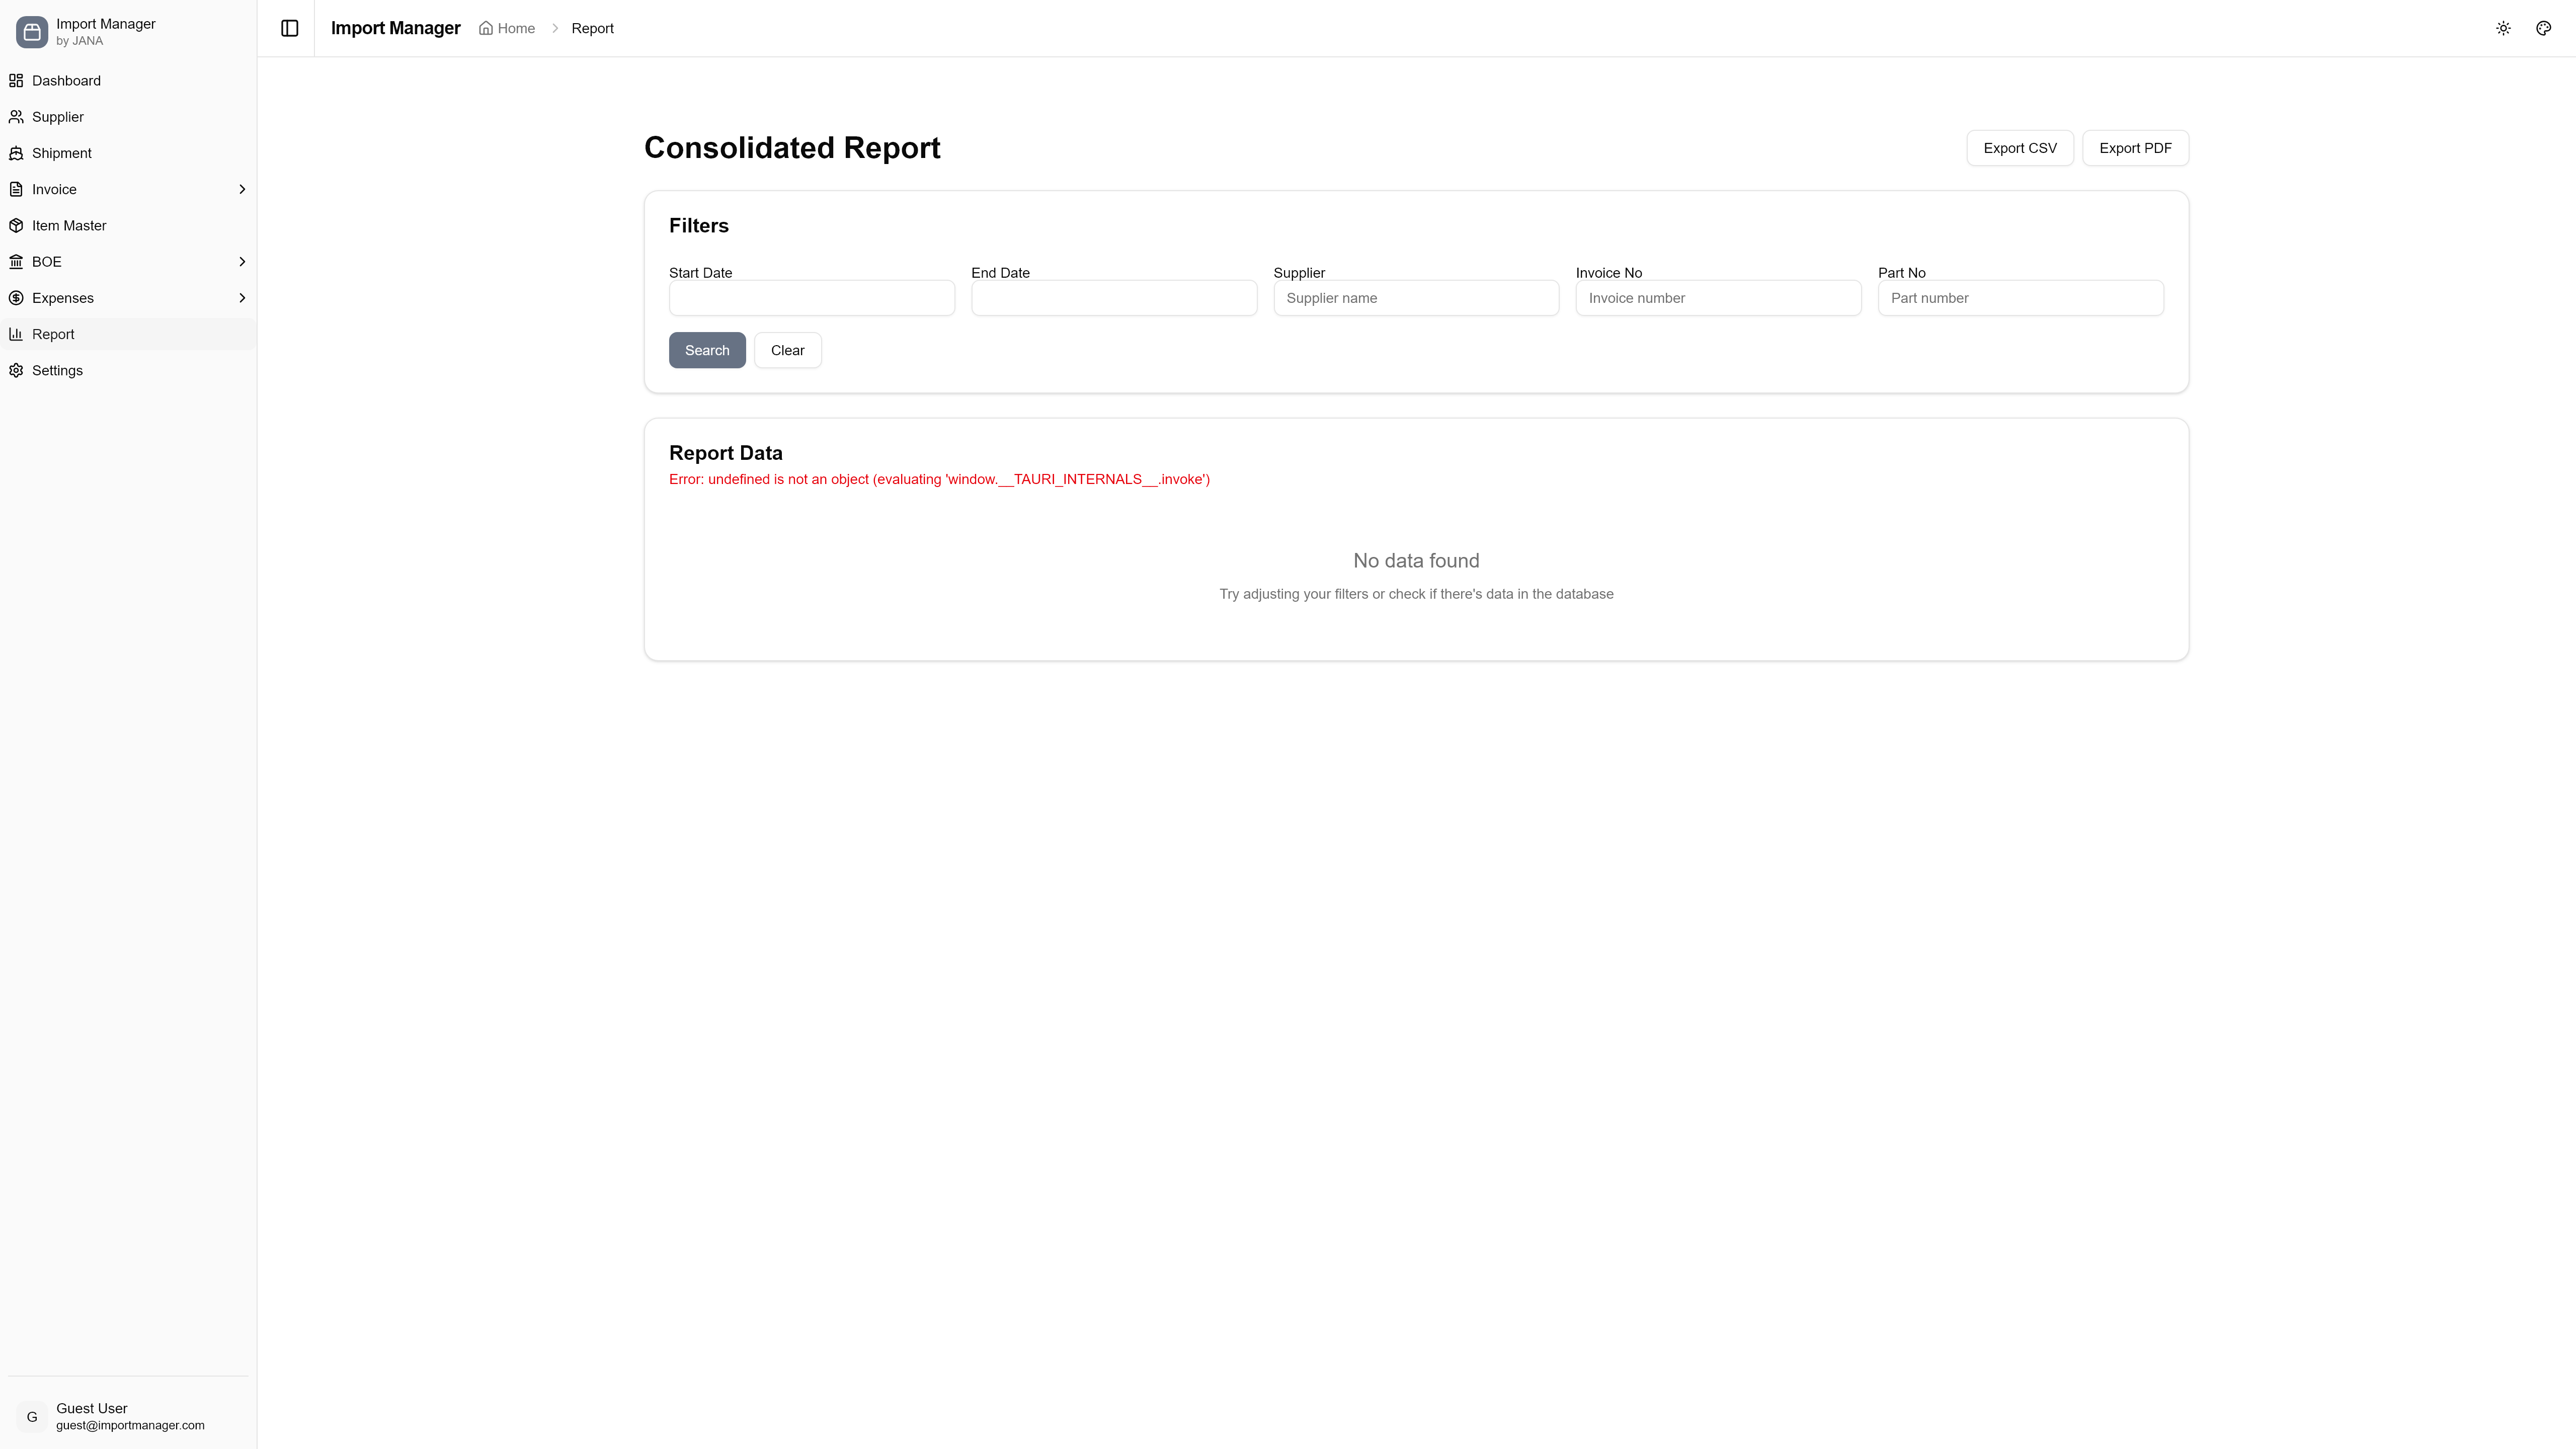 Import Manager
by JANA
Dashboard
Supplier
Shipment
Invoice
Item Master
BOE
Expenses
Report
Settings
G
Guest User
guest@importmanager.com
Import Manager
Home
Report
Consolidated Report
Export CSV
Export PDF
Filters
Start Date
End Date
Supplier
Supplier name
Invoice No
Invoice number
Part No
Part number
Search
Clear
Report Data
Error: undefined is not an object (evaluating 'window.__TAURI_INTERNALS__.invoke')
No data found
Try adjusting your filters or check if there's data in the database